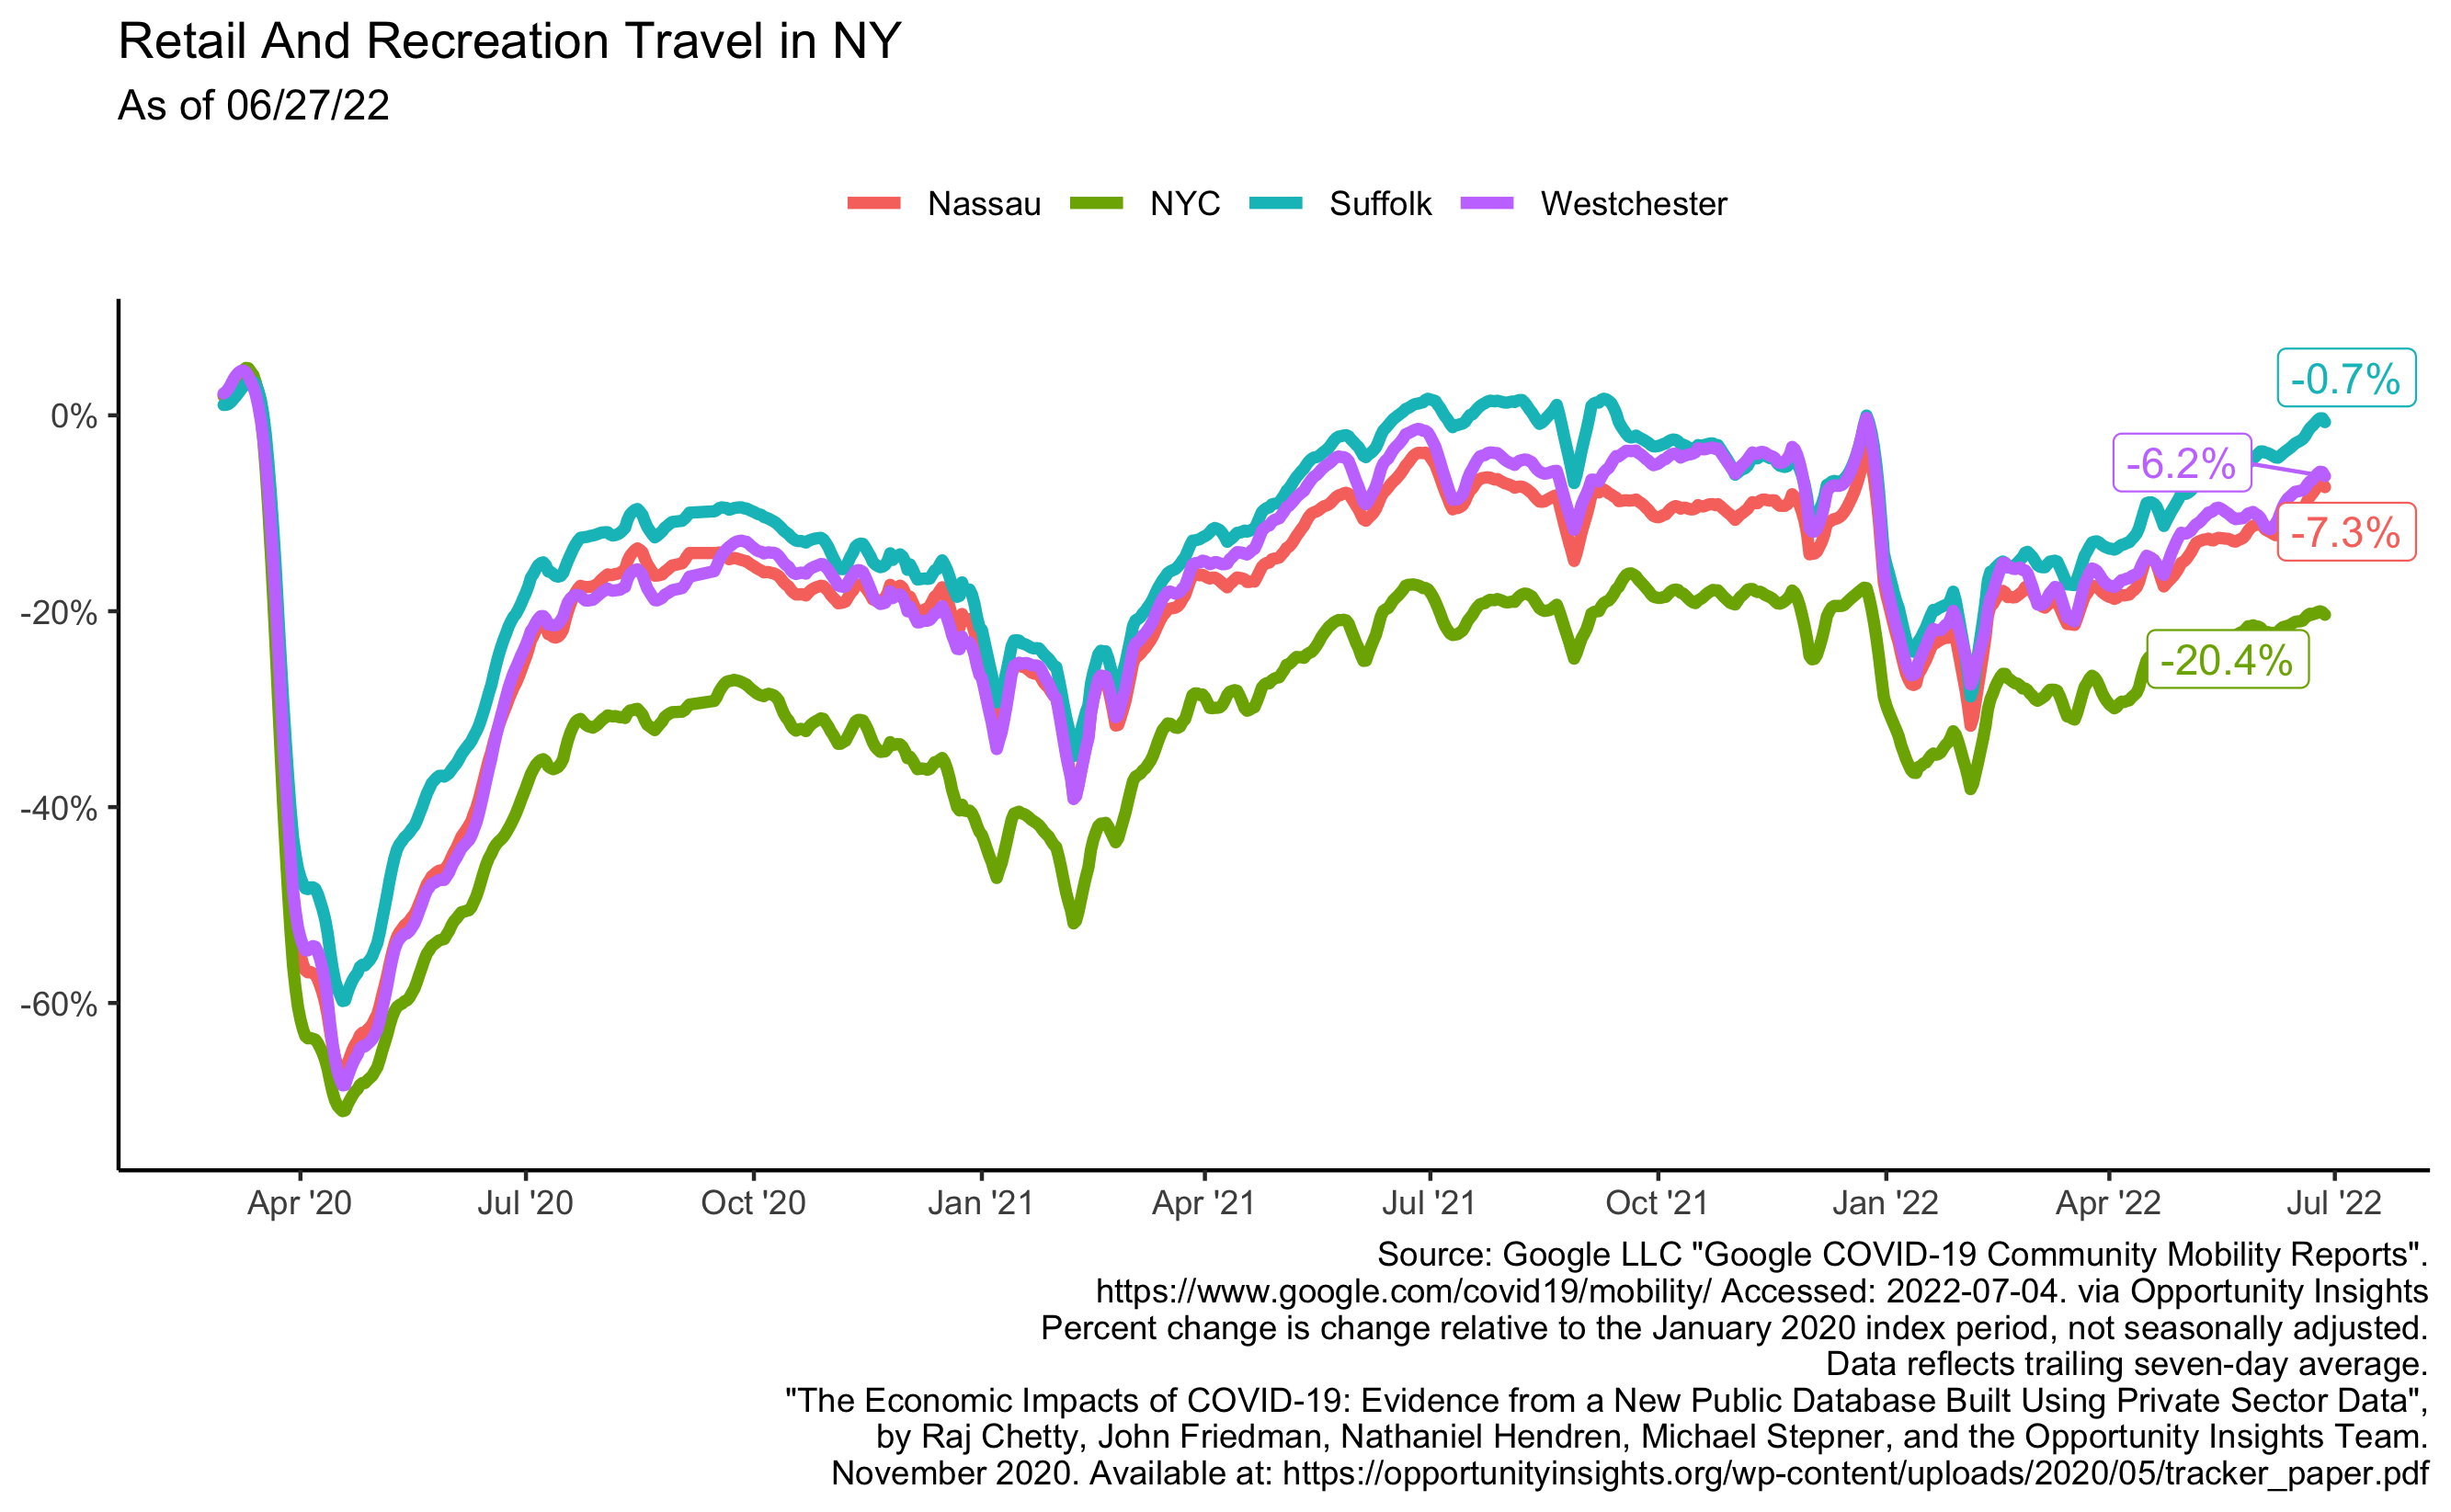 Retail And Recreation Travel in NY
As of 06/27/22
Nassau NYC Suffolk Westchester
0%
-20%
-40%
-60%
-0.7%
-6.2%
-7.3%
-20.4%
Apr '20 Jul '20 Oct '20 Jan '21 Apr '21 Jul '21 Oct '21 Jan '22 Apr '22 Jul '22
Source: Google LLC "Google COVID-19 Community Mobility Reports".
https://www.google.com/covid19/mobility/ Accessed: 2022-07-04. via Opportunity Insights
Percent change is change relative to the January 2020 index period, not seasonally adjusted.
Data reflects trailing seven-day average.
"The Economic Impacts of COVID-19: Evidence from a New Public Database Built Using Private Sector Data",
by Raj Chetty, John Friedman, Nathaniel Hendren, Michael Stepner, and the Opportunity Insights Team.
November 2020. Available at: https://opportunityinsights.org/wp-content/uploads/2020/05/tracker_paper.pdf